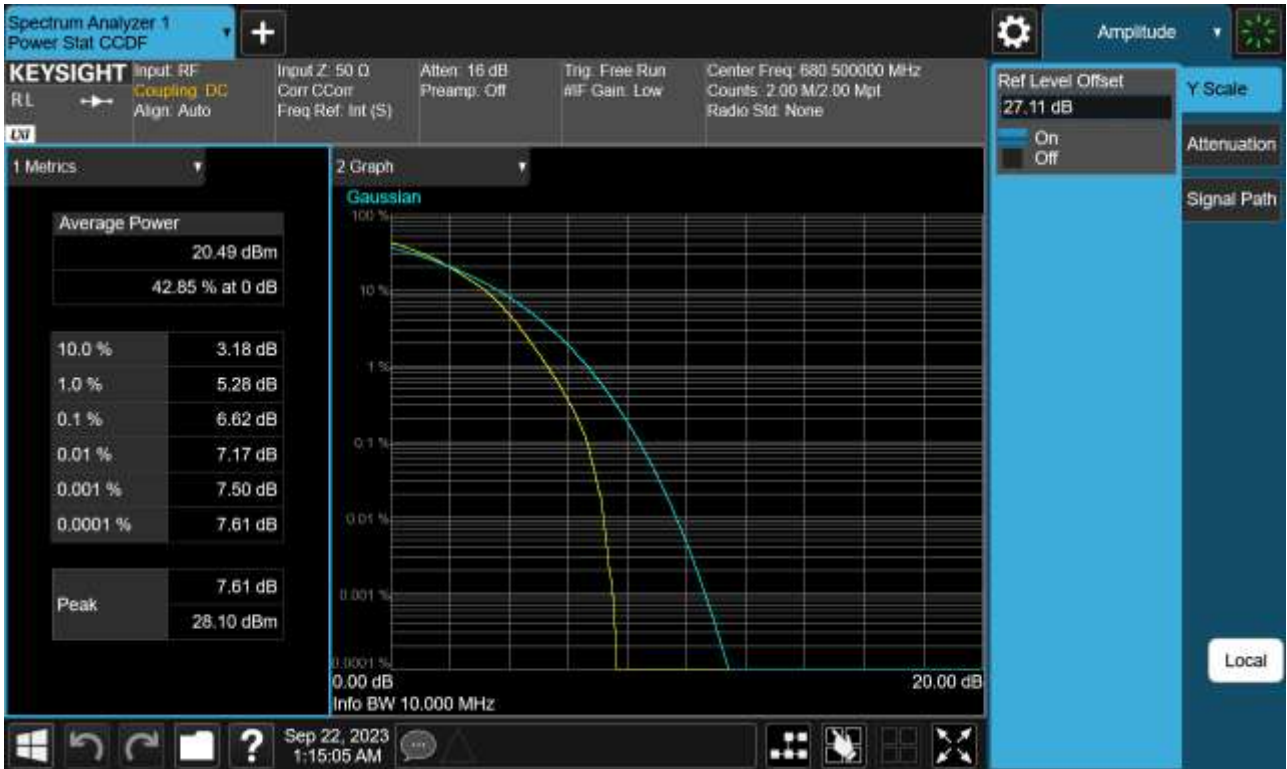 Spectrum Analyzer 1
Power Stat CCDF
+
Amplitude
KEYSIGHT
RL
LXI
Input: RF
Coupling: DC
Align: Auto
Input Z: 50 Ω
Corr CCorr
Freq Ref: Int (S)
Atten: 16 dB
Preamp: Off
Trig: Free Run
#IF Gain: Low
Center Freq: 680.500000 MHz
Counts: 2.00 M/2.00 Mpt
Radio Std: None
Ref Level Offset
27.11 dB
On
Off
Y Scale
Attenuation
Signal Path
Local
1 Metrics
Average Power
20.49 dBm
42.85 % at 0 dB
10.0 % 3.18 dB
1.0 % 5.28 dB
0.1 % 6.62 dB
0.01 % 7.17 dB
0.001 % 7.50 dB
0.0001 % 7.61 dB
Peak
7.61 dB
28.10 dBm
2 Graph
Gaussian
100 %
10 %
1 %
0.1 %
0.01 %
0.001 %
0.0001 %
0.00 dB 20.00 dB
Info BW 10.000 MHz
?
Sep 22, 2023
1:15:05 AM